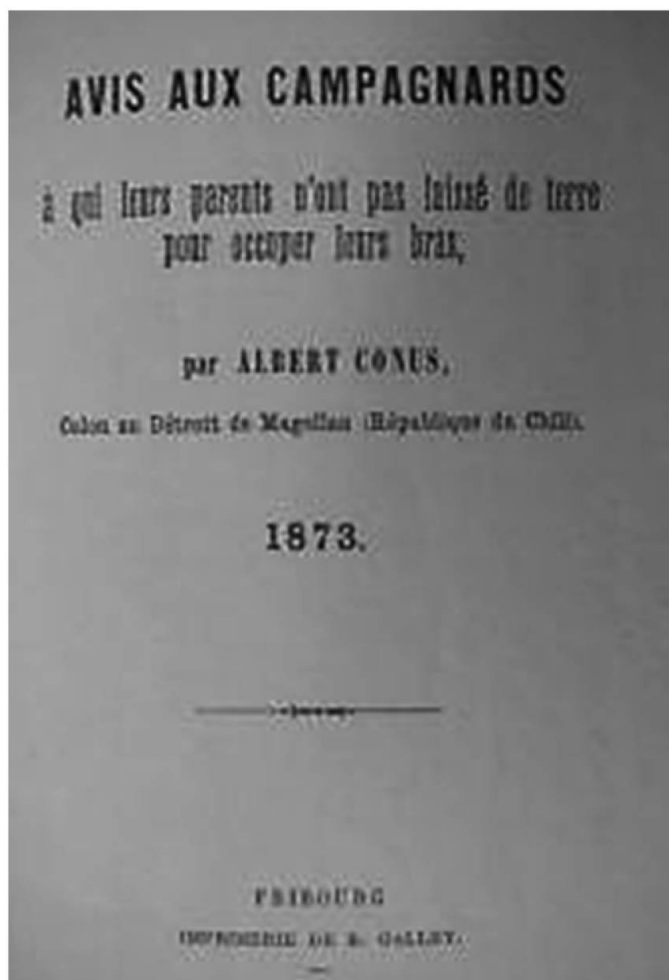 AVIS AUX CAMPAGNARDS
à qui leurs parents n'ont pas laissé de terre
pour occuper leurs bras,
par ALBERT CONUS,
Colon au Détroit de Magellan (République du Chili).
1873.
FRIBOURG
IMPRIMERIE DE L. GALLEY.